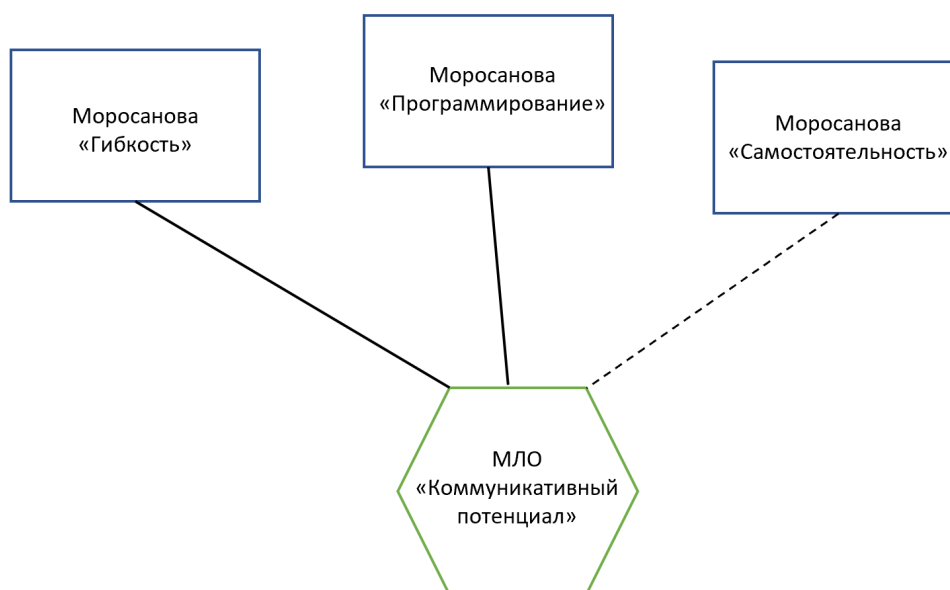 Моросанова
«Гибкость»
Моросанова
«Программирование»
Моросанова
«Самостоятельность»
МЛО
«Коммуникативный
потенциал»